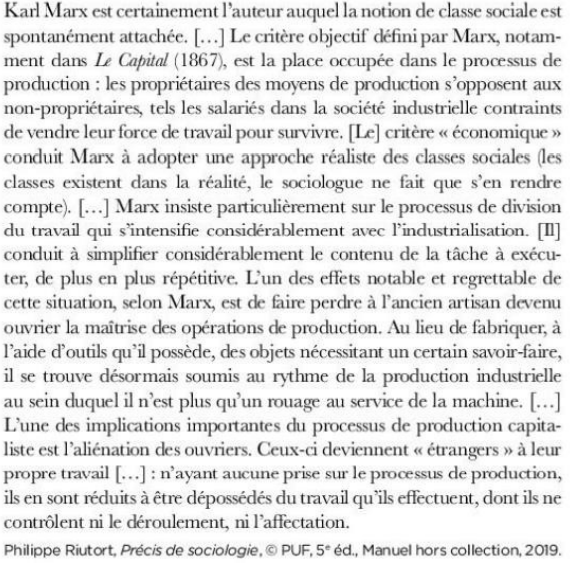 Karl Marx est certainement l’auteur auquel la notion de classe sociale est
spontanément attachée. […] Le critère objectif défini par Marx, notam-
ment dans Le Capital (1867), est la place occupée dans le processus de
production : les propriétaires des moyens de production s’opposent aux
non-propriétaires, tels les salariés dans la société industrielle contraints
de vendre leur force de travail pour survivre. [Le] critère « économique »
conduit Marx à adopter une approche réaliste des classes sociales (les
classes existent dans la réalité, le sociologue ne fait que s’en rendre
compte). […] Marx insiste particulièrement sur le processus de division
du travail qui s’intensifie considérablement avec l’industrialisation. [Il]
conduit à simplifier considérablement le contenu de la tâche à exécu-
ter, de plus en plus répétitive. L’un des effets notable et regrettable de
cette situation, selon Marx, est de faire perdre à l’ancien artisan devenu
ouvrier la maîtrise des opérations de production. Au lieu de fabriquer, à
l’aide d’outils qu’il possède, des objets nécessitant un certain savoir-faire,
il se trouve désormais soumis au rythme de la production industrielle
au sein duquel il n’est plus qu’un rouage au service de la machine. […]
L’une des implications importantes du processus de production capita-
liste est l’aliénation des ouvriers. Ceux-ci deviennent « étrangers » à leur
propre travail […] : n’ayant aucune prise sur le processus de production,
ils en sont réduits à être dépossédés du travail qu’ils effectuent, dont ils ne
contrôlent ni le déroulement, ni l’affectation.
Philippe Riutort, Précis de sociologie, © PUF, 5e éd., Manuel hors collection, 2019.